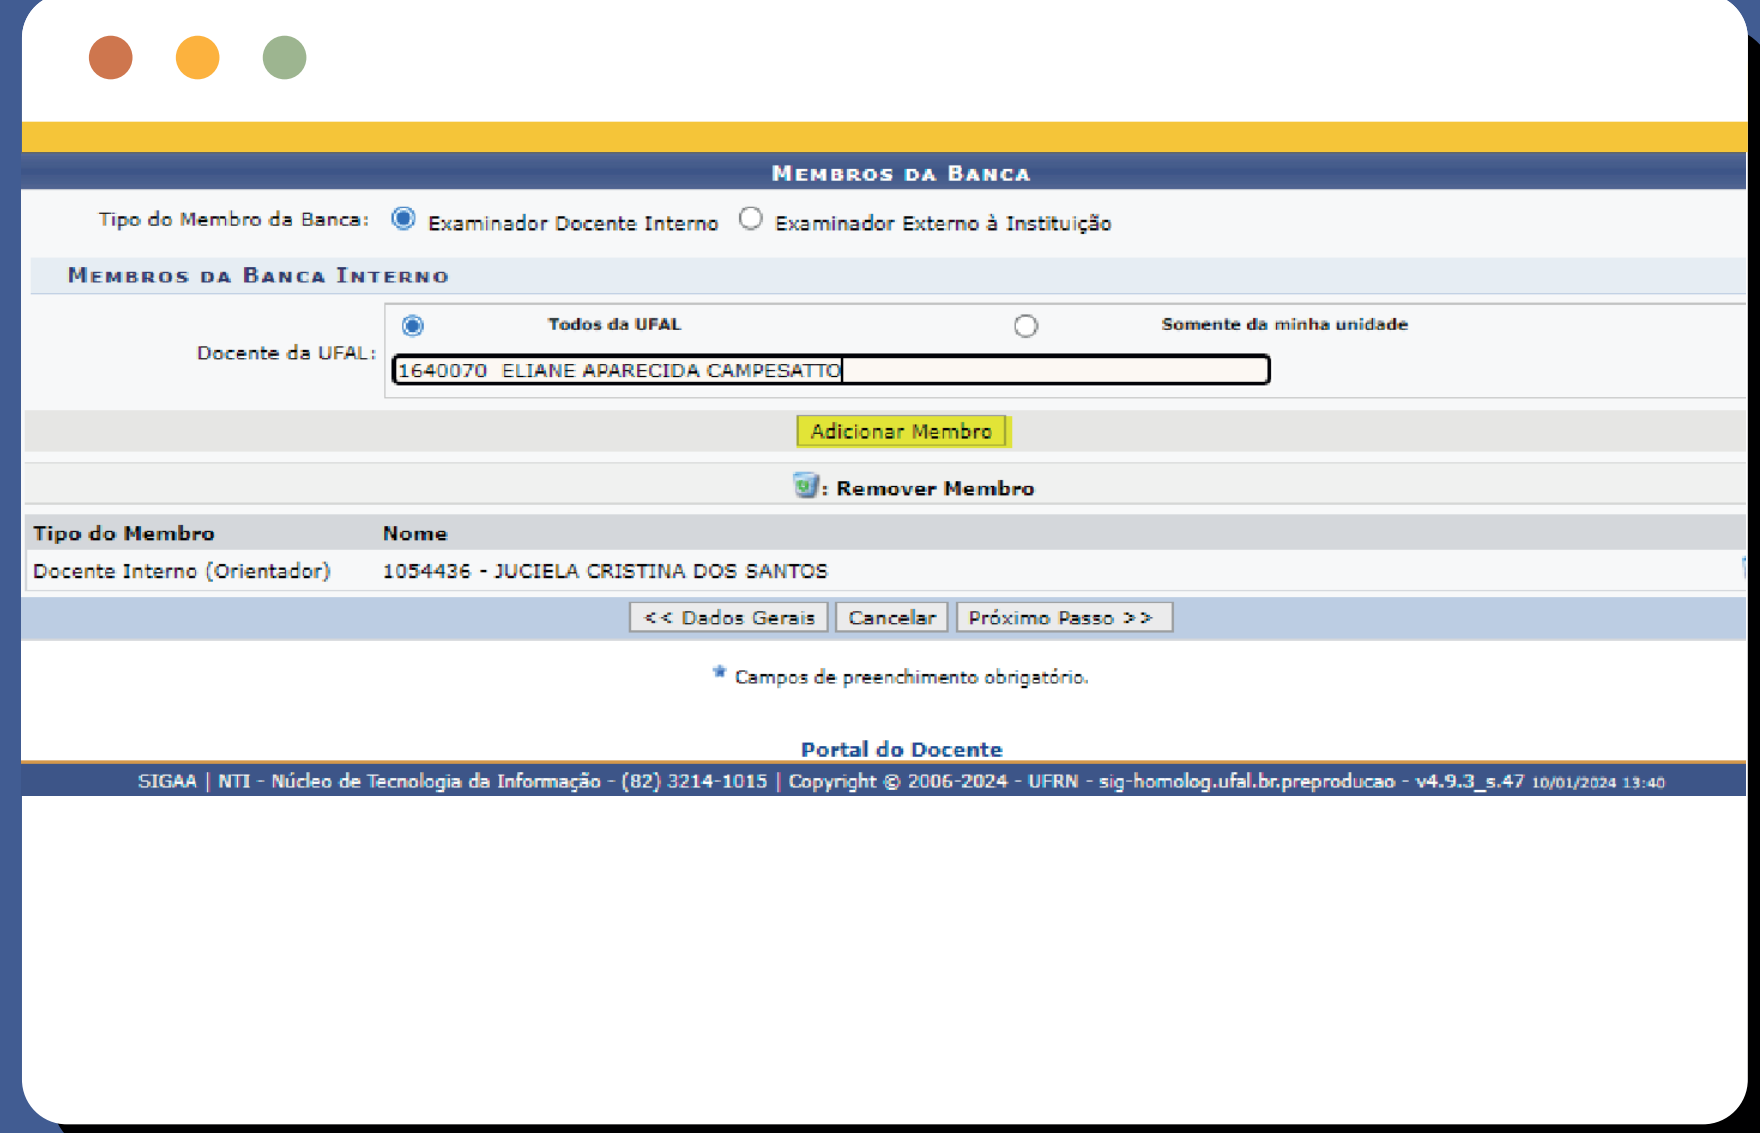 MEMBROS DA BANCA
Tipo do Membro da Banca: Examinador Docente Interno Examinador Externo à Instituição
MEMBROS DA BANCA INTERNO
Todos da UFAL Somente da minha unidade
Docente da UFAL:
1640070 ELIANE APARECIDA CAMPESATTO
Adicionar Membro
: Remover Membro
Tipo do Membro Nome
Docente Interno (Orientador) 1054436 - JUCIELA CRISTINA DOS SANTOS
<< Dados Gerais Cancelar Próximo Passo >>
* Campos de preenchimento obrigatório.
Portal do Docente
SIGAA | NTI - Núcleo de Tecnologia da Informação - (82) 3214-1015 | Copyright © 2006-2024 - UFRN - sig-homolog.ufal.br.preproducao - v4.9.3_s.47 10/01/2024 13:40